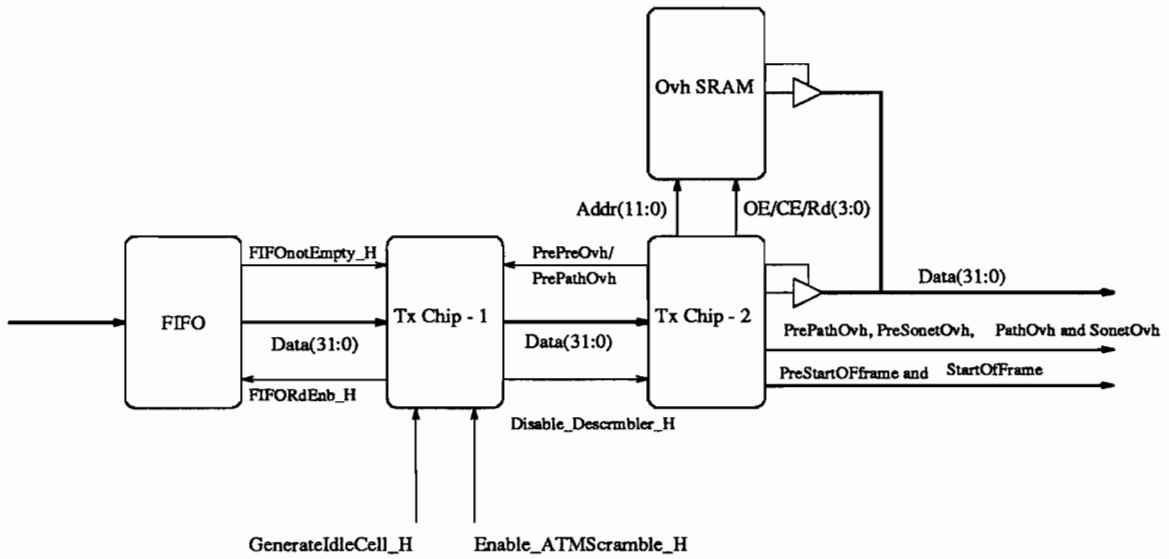 Ovh SRAM
Addr(11:0)
OE/CE/Rd(3:0)
FIFOnotEmpty_H
PrePreOvh/
PrePathOvh
Data(31:0)
FIFO
Tx Chip - 1
Tx Chip - 2
Data(31:0)
Data(31:0)
PrePathOvh, PreSonetOvh, PathOvh and SonetOvh
PreStartOFframe and StartOfFrame
FIFORdEnb_H
Disable_Descrmbler_H
GenerateIdleCell_H
Enable_ATMScramble_H